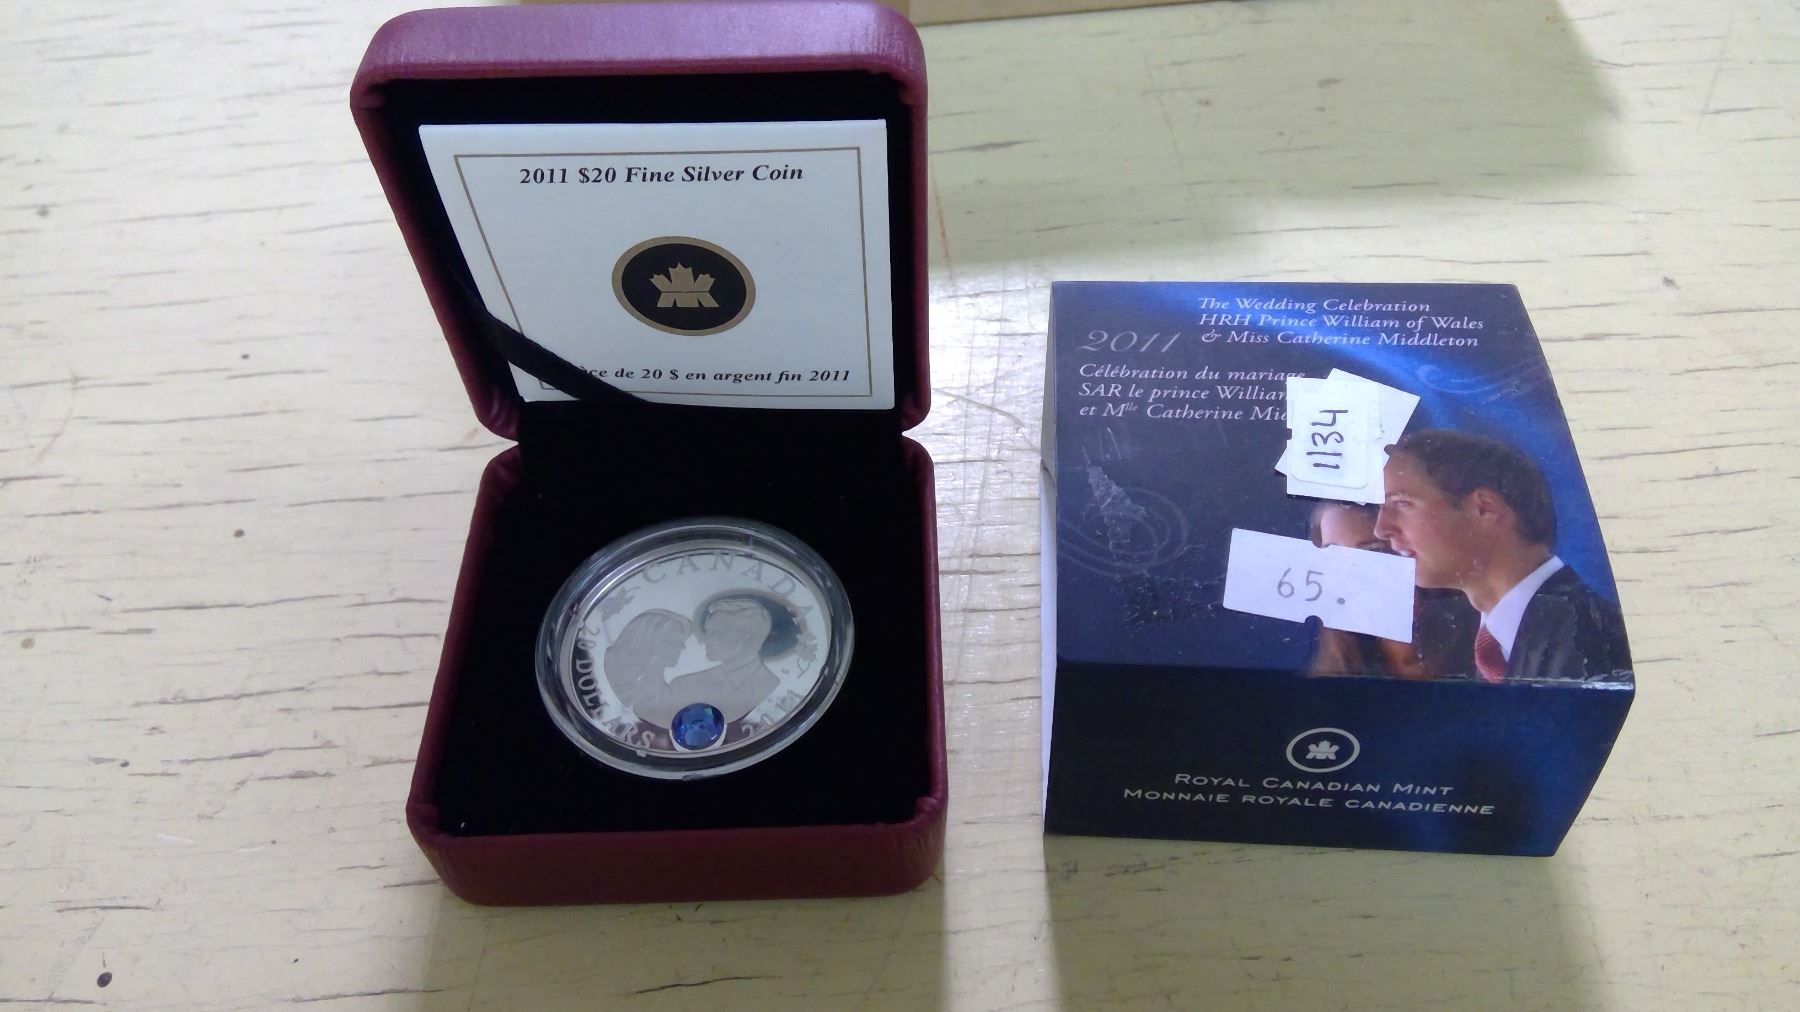 2011 $20 Fine Silver Coin
de 20 $ en argent fin 2011
CANADA
20 DOLLARS
2011
The Wedding Celebration
HRH Prince William of Wales
& Miss Catherine Middleton
2011
Célébration du mariage
SAR le prince William
et Mlle Catherine
1134
65.
ROYAL CANADIAN MINT
MONNAIE ROYALE CANADIENNE